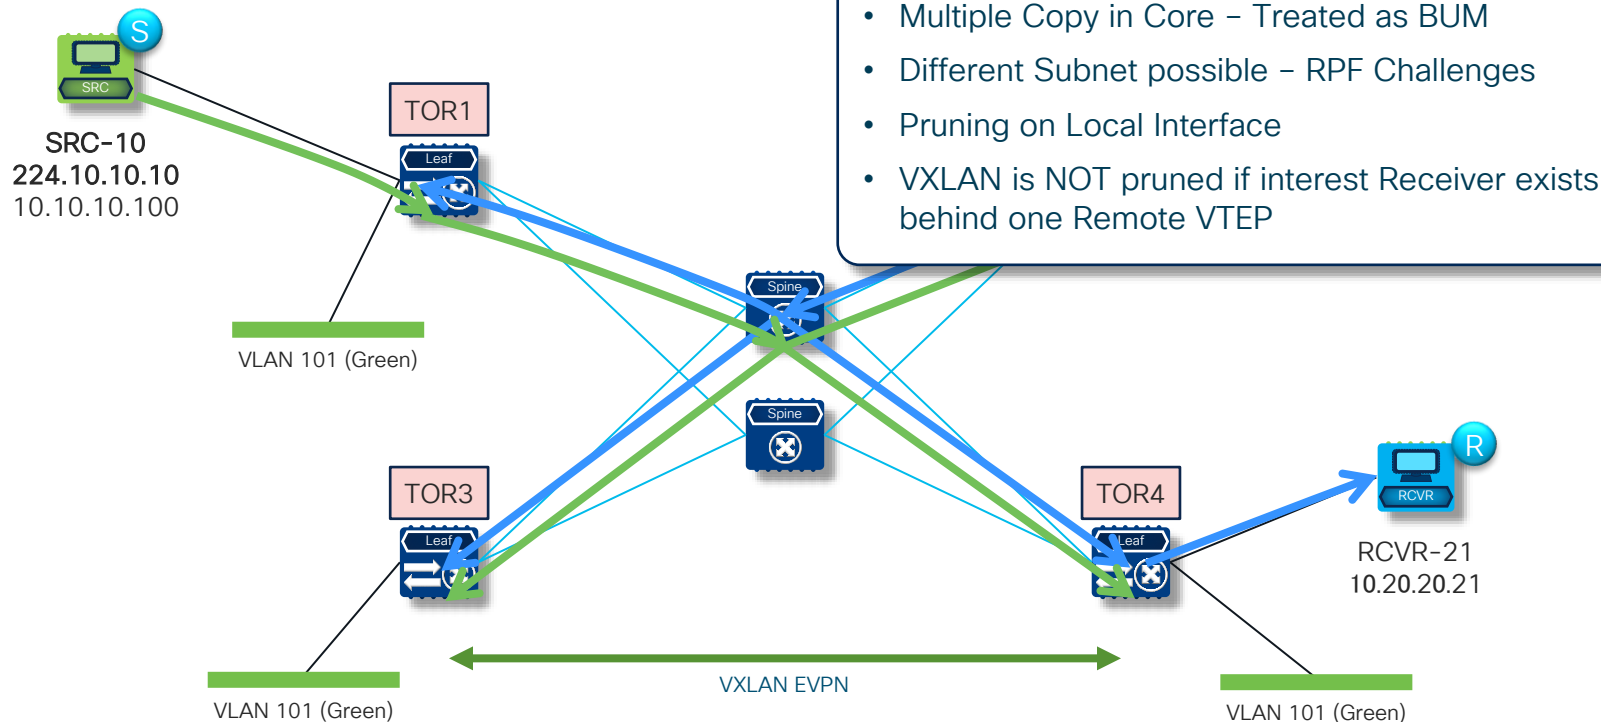 • Multiple Copy in Core – Treated as BUM
• Different Subnet possible – RPF Challenges
• Pruning on Local Interface
• VXLAN is NOT pruned if interest Receiver exists
behind one Remote VTEP
S
SRC
SRC-10
224.10.10.10
10.10.10.100
TOR1
Leaf
VLAN 101 (Green)
Spine
Spine
TOR3
Leaf
VLAN 101 (Green)
TOR4
Leaf
R
RCVR
RCVR-21
10.20.20.21
VXLAN EVPN
VLAN 101 (Green)